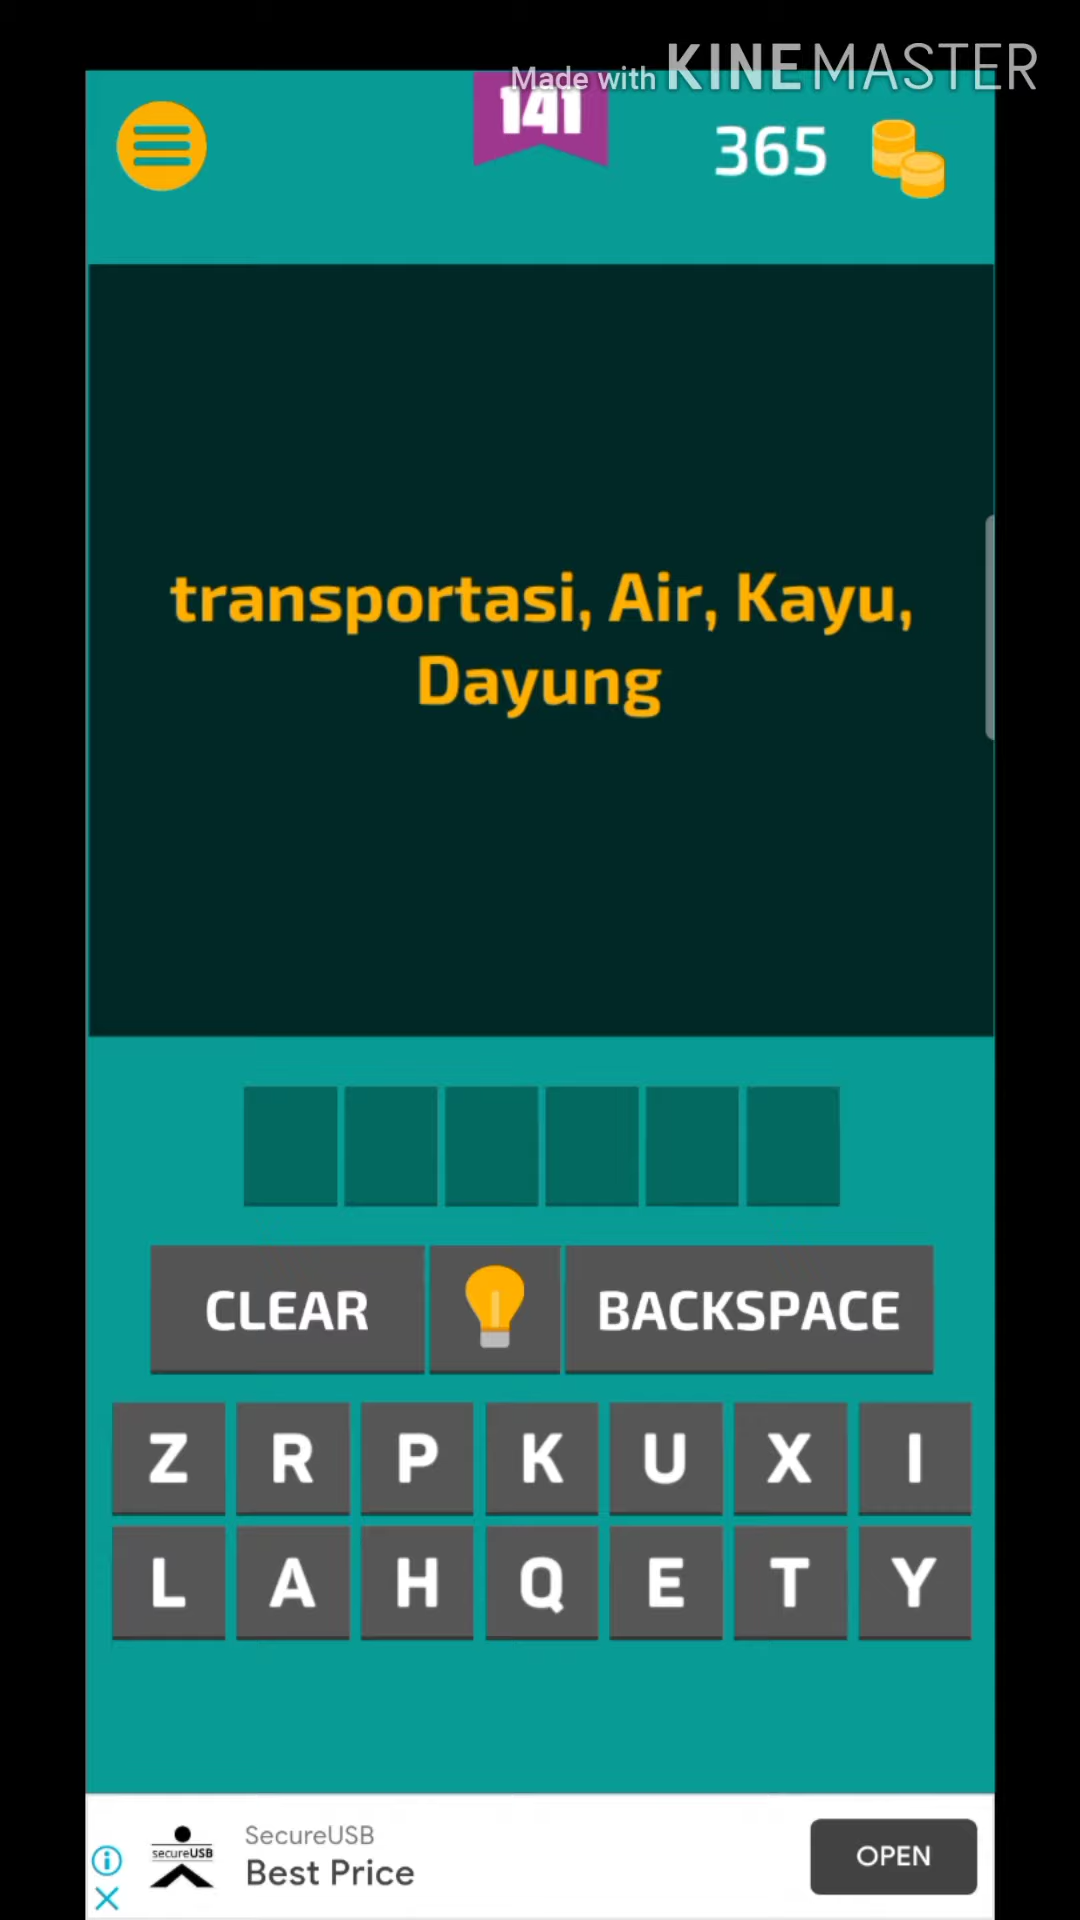 Made with KINEMASTER
141
365
transportasi, Air, Kayu,
Dayung
CLEAR
BACKSPACE
Z R P K U X I
L A H Q E T Y
SecureUSB
secureUSB
Best Price
OPEN